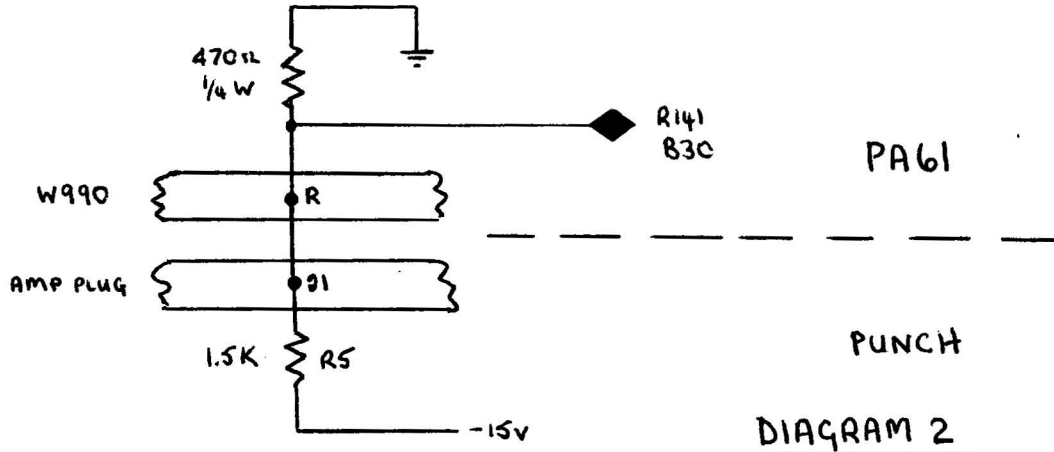 470Ω
1/4 W
R141
B30
PA61
W990
R
AMP PLUG
21
PUNCH
1.5K
R5
-15V
DIAGRAM 2